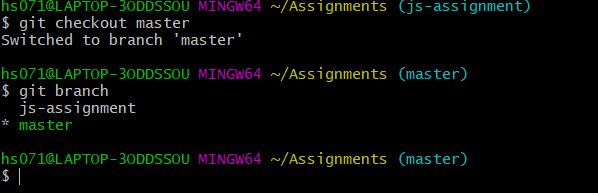 hs071@LAPTOP-3ODDSSOU MINGW64 ~/Assignments (js-assignment)
$ git checkout master
Switched to branch 'master'
hs071@LAPTOP-3ODDSSOU MINGW64 ~/Assignments (master)
$ git branch
  js-assignment
* master
hs071@LAPTOP-3ODDSSOU MINGW64 ~/Assignments (master)
$